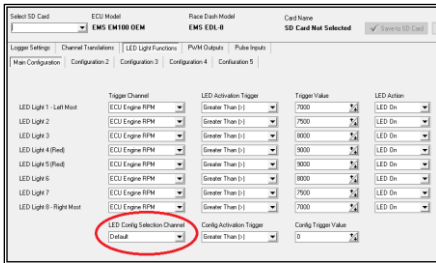 Select SD Card ECU Model Race Dash Model Card Name
EMS EM100 OEM EMS EDL-8 SD Card Not Selected Save to SD Card
Logger Settings Channel Translations LED Light Functions PWM Outputs Pulse Inputs
Main Configuration Configuration 2 Configuration 3 Configuration 4 Confiuration 5
Trigger Channel LED Activation Trigger Trigger Value LED Action
LED Light 1 - Left Most ECU Engine RPM Greater Than (>) 7000 LED On
LED Light 2 ECU Engine RPM Greater Than (>) 7500 LED On
LED Light 3 ECU Engine RPM Greater Than (>) 8000 LED On
LED Light 4 (Red) ECU Engine RPM Greater Than (>) 9000 LED On
LED Light 5 (Red) ECU Engine RPM Greater Than (>) 9000 LED On
LED Light 6 ECU Engine RPM Greater Than (>) 8000 LED On
LED Light 7 ECU Engine RPM Greater Than (>) 7500 LED On
LED Light 8 - Right Most ECU Engine RPM Greater Than (>) 7000 LED On
LED Config Selection Channel Config Activation Trigger Config Trigger Value
Default Greater Than (>) 0